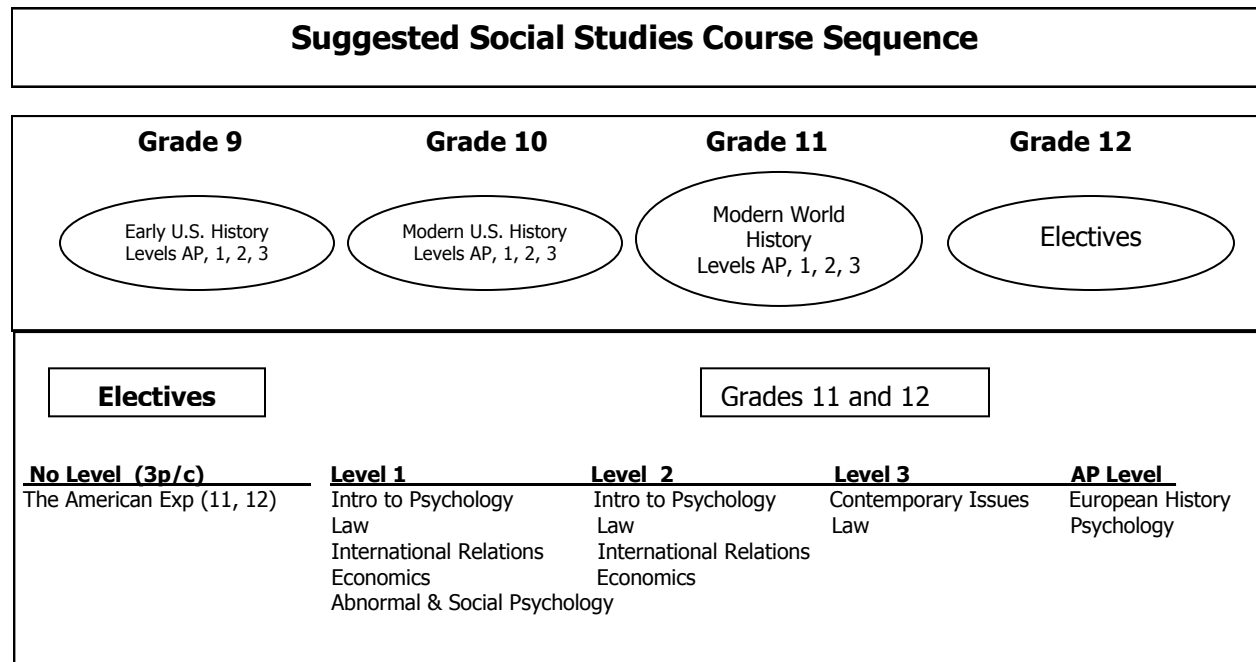 Suggested Social Studies Course Sequence
Grade 9 Grade 10 Grade 11 Grade 12
Early U.S. History
Levels AP, 1, 2, 3
Modern U.S. History
Levels AP, 1, 2, 3
Modern World
History
Levels AP, 1, 2, 3
Electives
Electives
Grades 11 and 12
No Level (3p/c)
The American Exp (11, 12)
Level 1
Intro to Psychology
Law
International Relations
Economics
Abnormal & Social Psychology
Level 2
Intro to Psychology
Law
International Relations
Economics
Level 3
Contemporary Issues
Law
AP Level
European History
Psychology